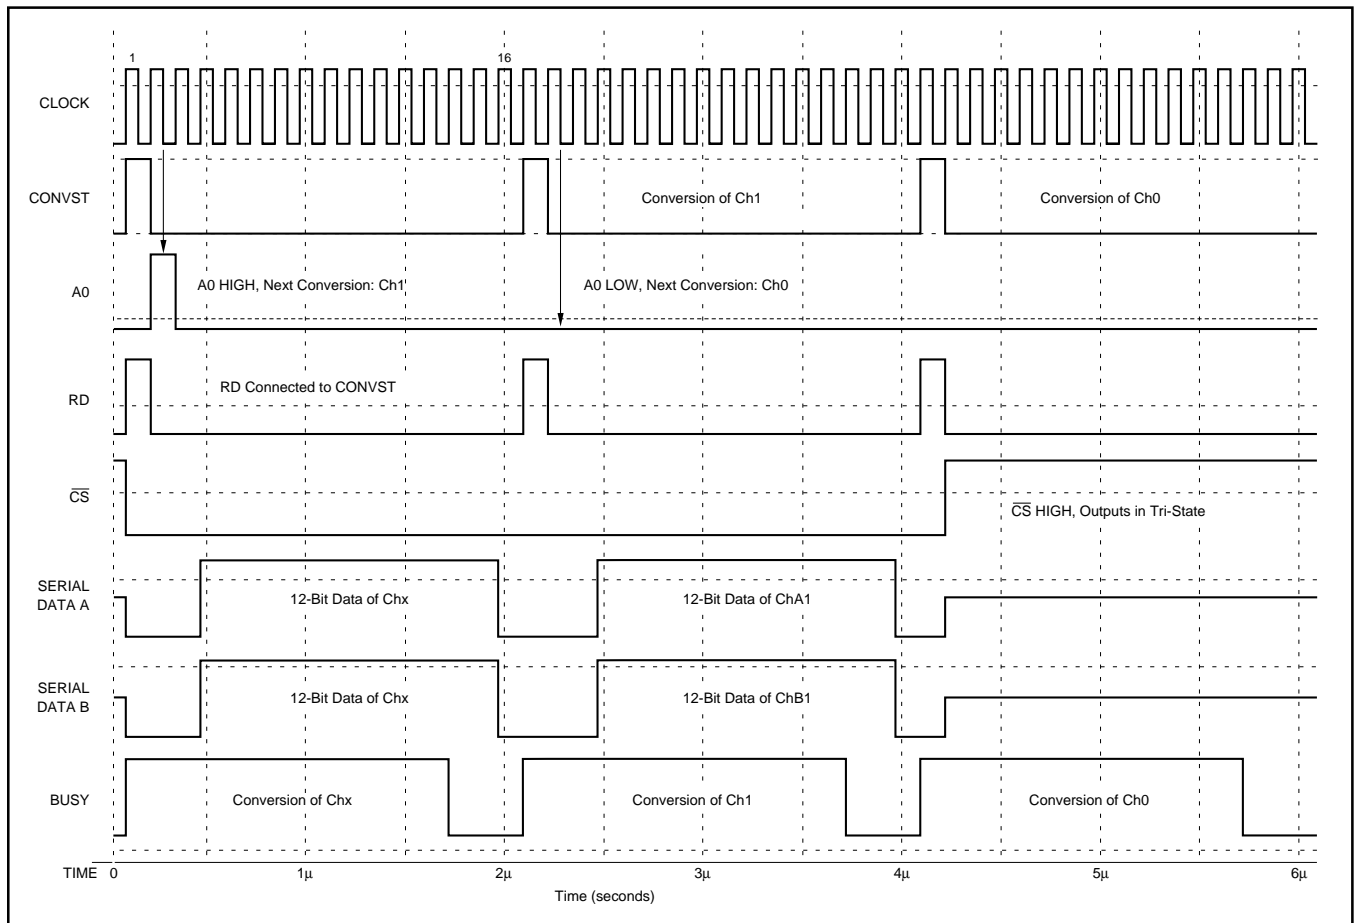 1
16
CLOCK
CONVST
Conversion of Ch1
Conversion of Ch0
A0
A0 HIGH, Next Conversion: Ch1
A0 LOW, Next Conversion: Ch0
RD
RD Connected to CONVST
CS
CS HIGH, Outputs in Tri-State
SERIAL
DATA A
12-Bit Data of Chx
12-Bit Data of ChA1
SERIAL
DATA B
12-Bit Data of Chx
12-Bit Data of ChB1
BUSY
Conversion of Chx
Conversion of Ch1
Conversion of Ch0
TIME 0 1μ 2μ 3μ 4μ 5μ 6μ
Time (seconds)